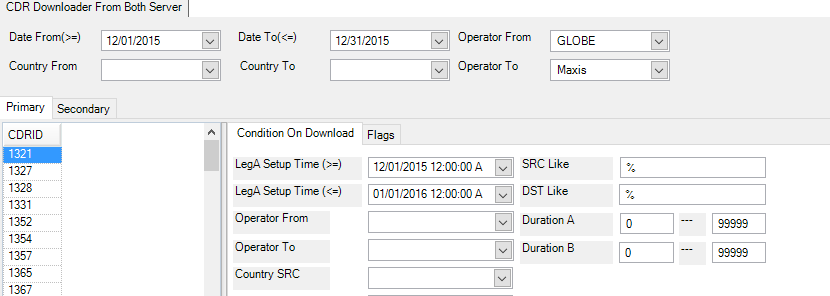 CDR Downloader From Both Server
Date From(>=) 12/01/2015 Date To(<=) 12/31/2015 Operator From GLOBE
Country From Country To Operator To Maxis
Primary Secondary
CDRID
1321
1327
1328
1331
1352
1354
1357
1365
1367
Condition On Download Flags
LegA Setup Time (>=) 12/01/2015 12:00:00 A SRC Like %
LegA Setup Time (<=) 01/01/2016 12:00:00 A DST Like %
Operator From Duration A 0 --- 99999
Operator To Duration B 0 --- 99999
Country SRC